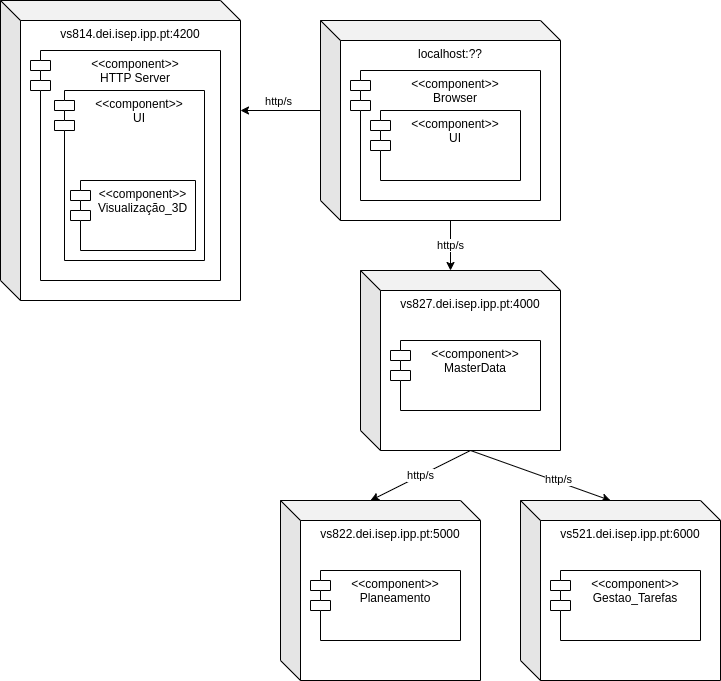 vs814.dei.isep.ipp.pt:4200
<<component>>
HTTP Server
<<component>>
UI
<<component>>
Visualização_3D
http/s
localhost:??
<<component>>
Browser
<<component>>
UI
http/s
vs827.dei.isep.ipp.pt:4000
<<component>>
MasterData
http/s
http/s
vs822.dei.isep.ipp.pt:5000
<<component>>
Planeamento
vs521.dei.isep.ipp.pt:6000
<<component>>
Gestao_Tarefas